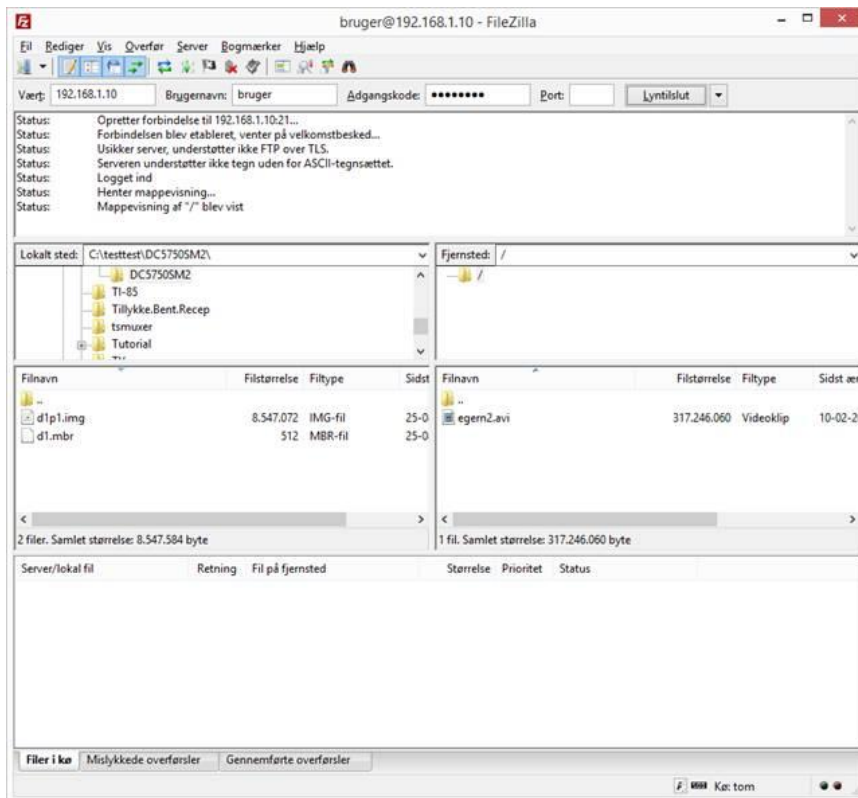 bruger@192.168.1.10 - FileZilla
Fil Rediger Vis Overfør Server Bogmærker Hjælp
Vært: 192.168.1.10 Brugernavn: bruger Adgangskode: ●●●●●●●● Port: Lyntilslut
Status: Opretter forbindelse til 192.168.1.10:21...
Status: Forbindelsen blev etableret, venter på velkomstbesked...
Status: Usikker server, understøtter ikke FTP over TLS.
Status: Serveren understøtter ikke tegn uden for ASCII-tegnsættet.
Status: Logget ind
Status: Henter mappevisning...
Status: Mappevisning af "/" blev vist
Lokalt sted: C:\testtest\DC5750SM2\
DC5750SM2
TI-85
Tillykke.Bent.Recep
tsmuxer
Tutorial
Fjernsted: /
/
Filnavn Filstørrelse Filtype Sidst
..
d1p1.img 8.547.072 IMG-fil 25-0
d1.mbr 512 MBR-fil 25-0
2 filer. Samlet størrelse: 8.547.584 byte
Filnavn Filstørrelse Filtype Sidst æn
..
egern2.avi 317.246.060 Videoklip 10-02-2
1 fil. Samlet størrelse: 317.246.060 byte
Server/lokal fil Retning Fil på fjernsted Størrelse Prioritet Status
Filer i kø Mislykkede overførsler Gennemførte overførsler
Kø: tom